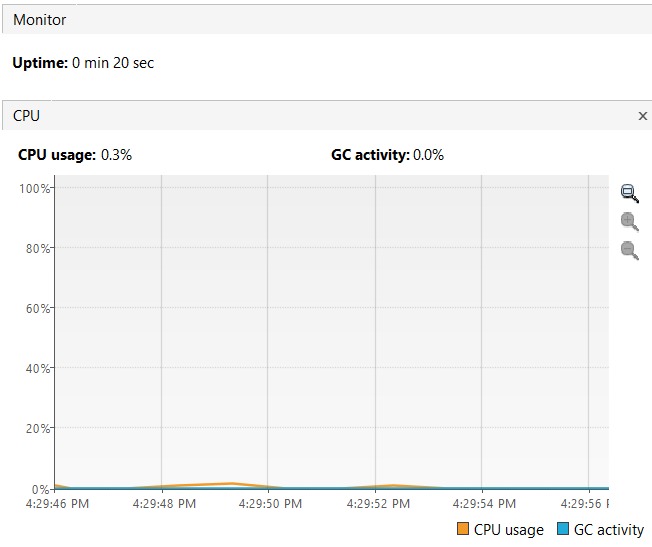 Monitor
Uptime: 0 min 20 sec
CPU
CPU usage: 0.3% GC activity: 0.0%
100%
80%
60%
40%
20%
0%
4:29:46 PM 4:29:48 PM 4:29:50 PM 4:29:52 PM 4:29:54 PM 4:29:56
CPU usage GC activity